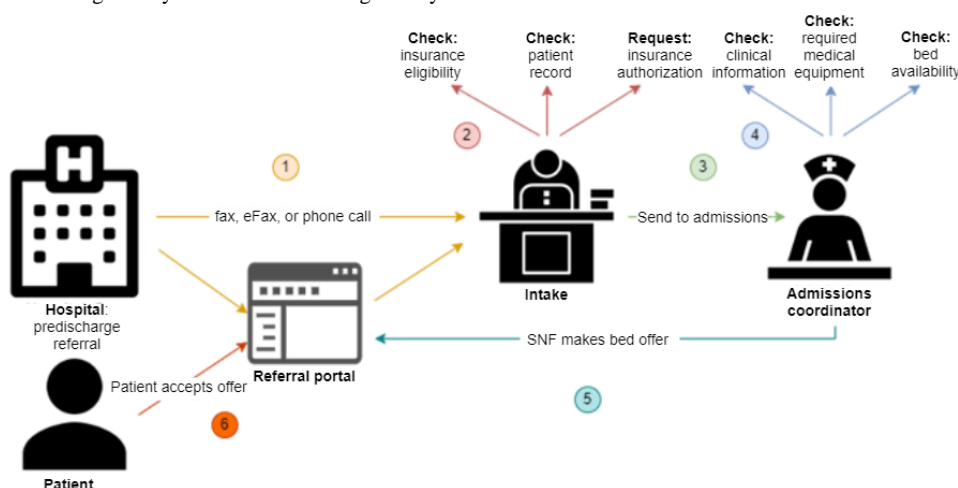 Check:
insurance
eligibility
Check:
patient
record
Request:
insurance
authorization
Check:
clinical
information
Check:
required
medical
equipment
Check:
bed
availability
1
2
3
4
fax, eFax, or phone call
Send to admissions
Hospital:
predischarge
referral
Intake
Admissions
coordinator
SNF makes bed offer
Referral portal
Patient accepts offer
5
6
Patient